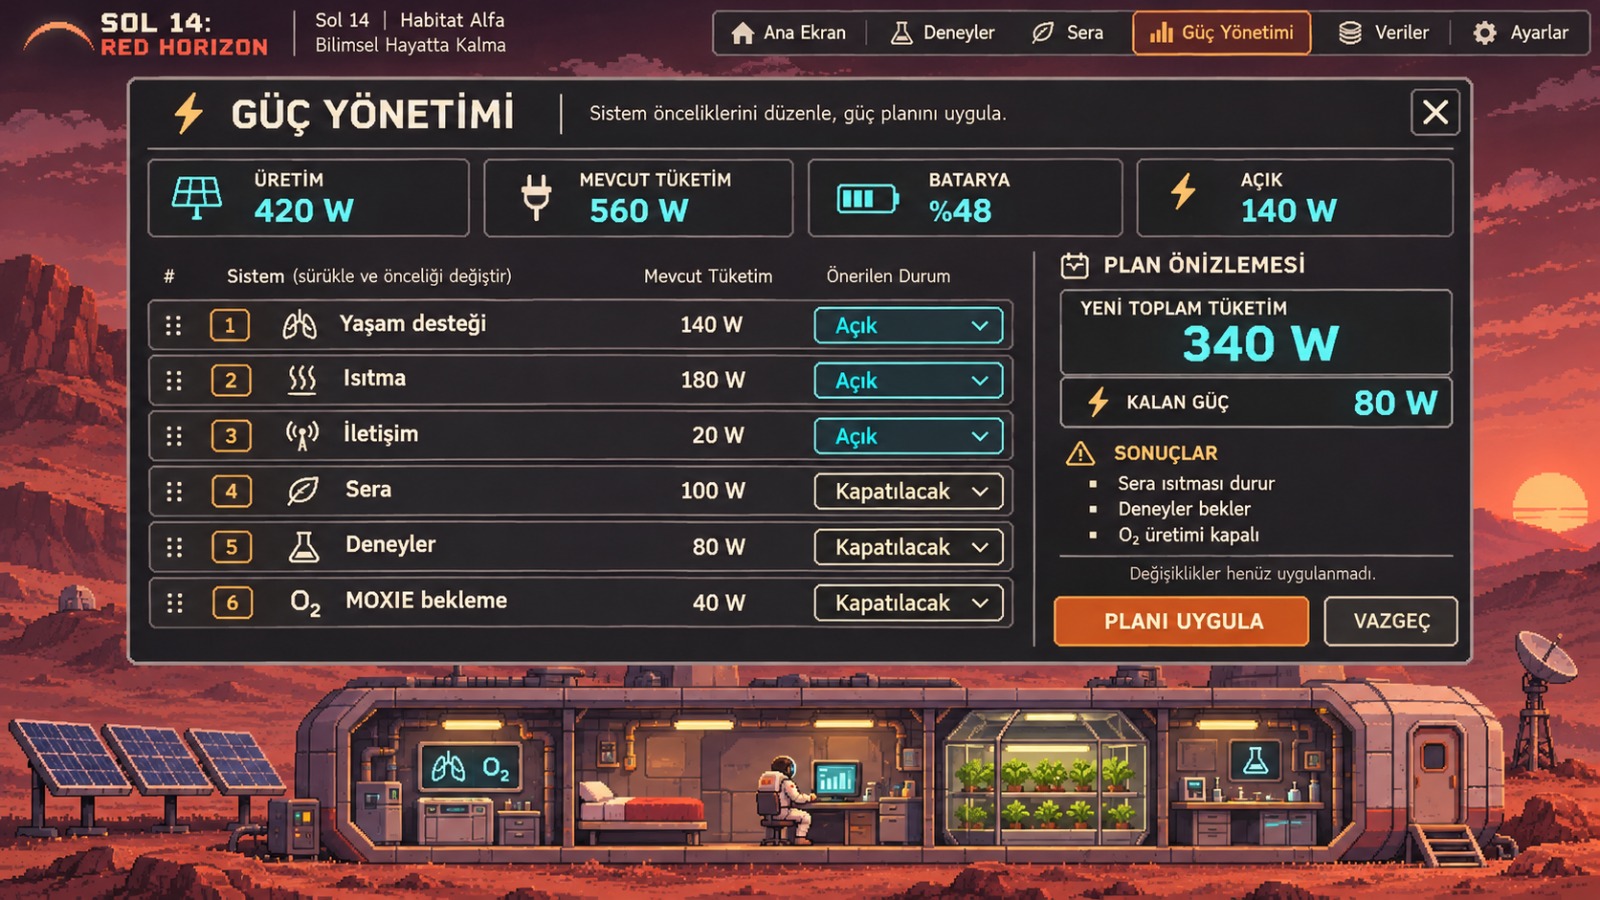 SOL 14:
RED HORIZON
Sol 14 | Habitat Alfa
Bilimsel Hayatta Kalma
Ana Ekran
Deneyler
Sera
Güç Yönetimi
Veriler
Ayarlar
GÜÇ YÖNETİMİ
Sistem önceliklerini düzenle, güç planını uygula.
ÜRETİM
420 W
MEVCUT TÜKETİM
560 W
BATARYA
%48
AÇIK
140 W
# Sistem (sürükle ve önceliği değiştir) Mevcut Tüketim Önerilen Durum
1 Yaşam desteği 140 W Açık
2 Isıtma 180 W Açık
3 İletişim 20 W Açık
4 Sera 100 W Kapatılacak
5 Deneyler 80 W Kapatılacak
6 O₂ MOXIE bekleme 40 W Kapatılacak
PLAN ÖNİZLEMESİ
YENİ TOPLAM TÜKETİM
340 W
KALAN GÜÇ 80 W
SONUÇLAR
Sera ısıtması durur
Deneyler bekler
O₂ üretimi kapalı
Değişiklikler henüz uygulanmadı.
PLANI UYGULA
VAZGEÇ
O₂